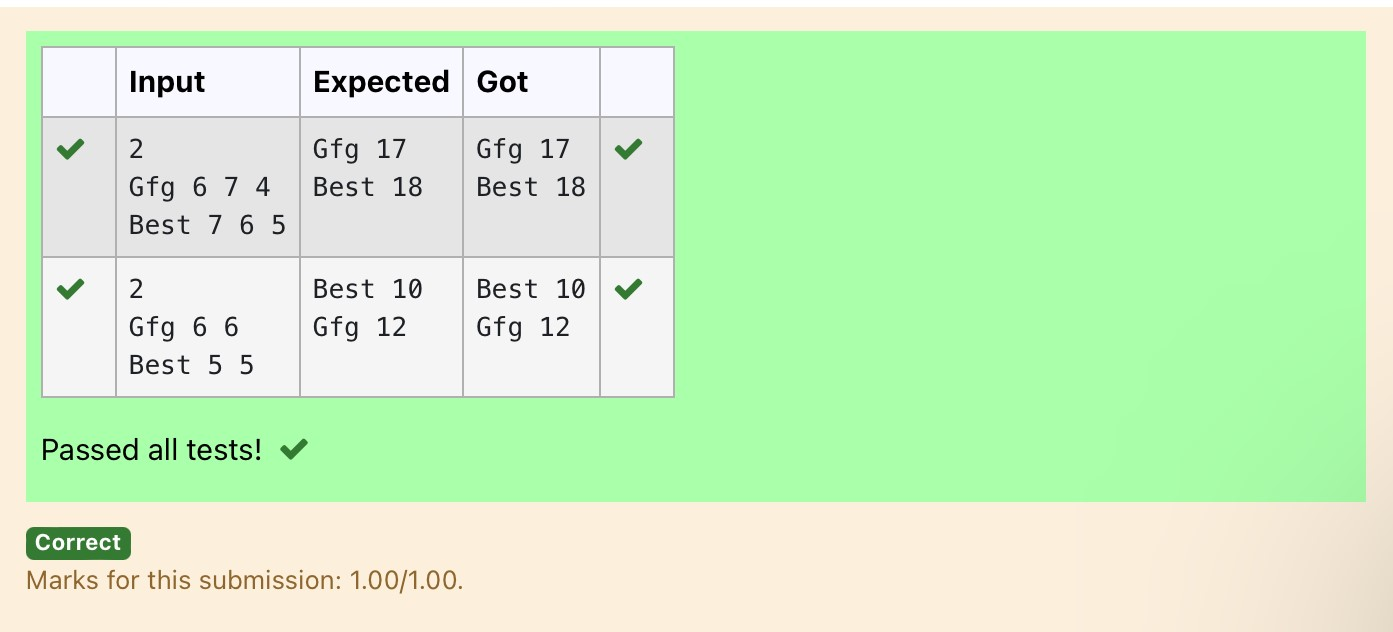 Input Expected Got
2
Gfg 6 7 4
Best 7 6 5
Gfg 17
Best 18
Gfg 17
Best 18
2
Gfg 6 6
Best 5 5
Best 10
Gfg 12
Best 10
Gfg 12
Passed all tests!
Correct
Marks for this submission: 1.00/1.00.